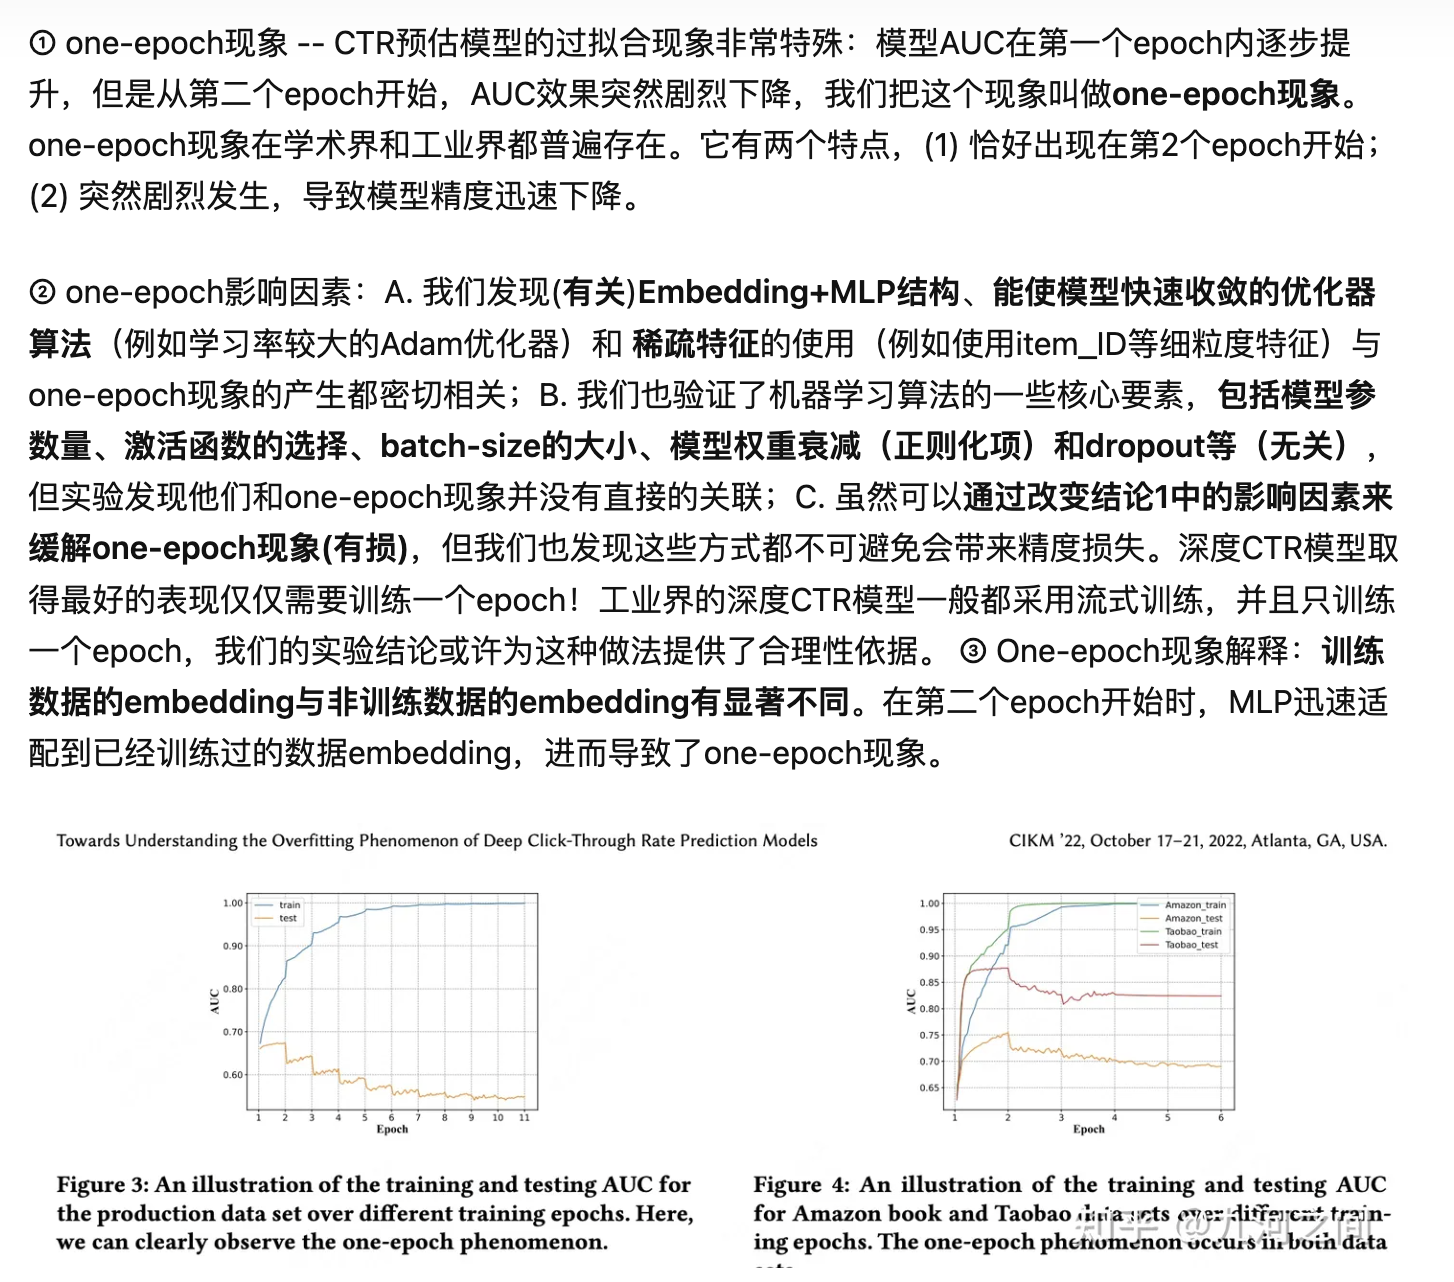 ① one-epoch现象 -- CTR预估模型的过拟合现象非常特殊：模型AUC在第一个epoch内逐步提
升，但是从第二个epoch开始，AUC效果突然剧烈下降，我们把这个现象叫做one-epoch现象。
one-epoch现象在学术界和工业界都普遍存在。它有两个特点，(1) 恰好出现在第2个epoch开始；
(2) 突然剧烈发生，导致模型精度迅速下降。
② one-epoch影响因素：A. 我们发现(有关)Embedding+MLP结构、能使模型快速收敛的优化器
算法（例如学习率较大的Adam优化器）和 稀疏特征的使用（例如使用item_ID等细粒度特征）与
one-epoch现象的产生都密切相关；B. 我们也验证了机器学习算法的一些核心要素，包括模型参
数量、激活函数的选择、batch-size的大小、模型权重衰减（正则化项）和dropout等（无关），
但实验发现他们和one-epoch现象并没有直接的关联；C. 虽然可以通过改变结论1中的影响因素来
缓解one-epoch现象(有损)，但我们也发现这些方式都不可避免会带来精度损失。深度CTR模型取
得最好的表现仅仅需要训练一个epoch！工业界的深度CTR模型一般都采用流式训练，并且只训练
一个epoch，我们的实验结论或许为这种做法提供了合理性依据。 ③ One-epoch现象解释：训练
数据的embedding与非训练数据的embedding有显著不同。在第二个epoch开始时，MLP迅速适
配到已经训练过的数据embedding，进而导致了one-epoch现象。
Towards Understanding the Overfitting Phenomenon of Deep Click-Through Rate Prediction Models
CIKM ’22, October 17–21, 2022, Atlanta, GA, USA.
1.00
0.90
0.80
0.70
0.60
AUC
train
test
1 2 3 4 5 6 7 8 9 10 11
Epoch
1.00
0.95
0.90
0.85
0.80
0.75
0.70
0.65
AUC
Amazon_train
Amazon_test
Taobao_train
Taobao_test
1 2 3 4 5 6
Epoch
Figure 3: An illustration of the training and testing AUC for
the production data set over different training epochs. Here,
we can clearly observe the one-epoch phenomenon.
Figure 4: An illustration of the training and testing AUC
for Amazon book and Taobao data sets over different train-
ing epochs. The one-epoch phenomenon occurs in both data
知乎 @九河之间